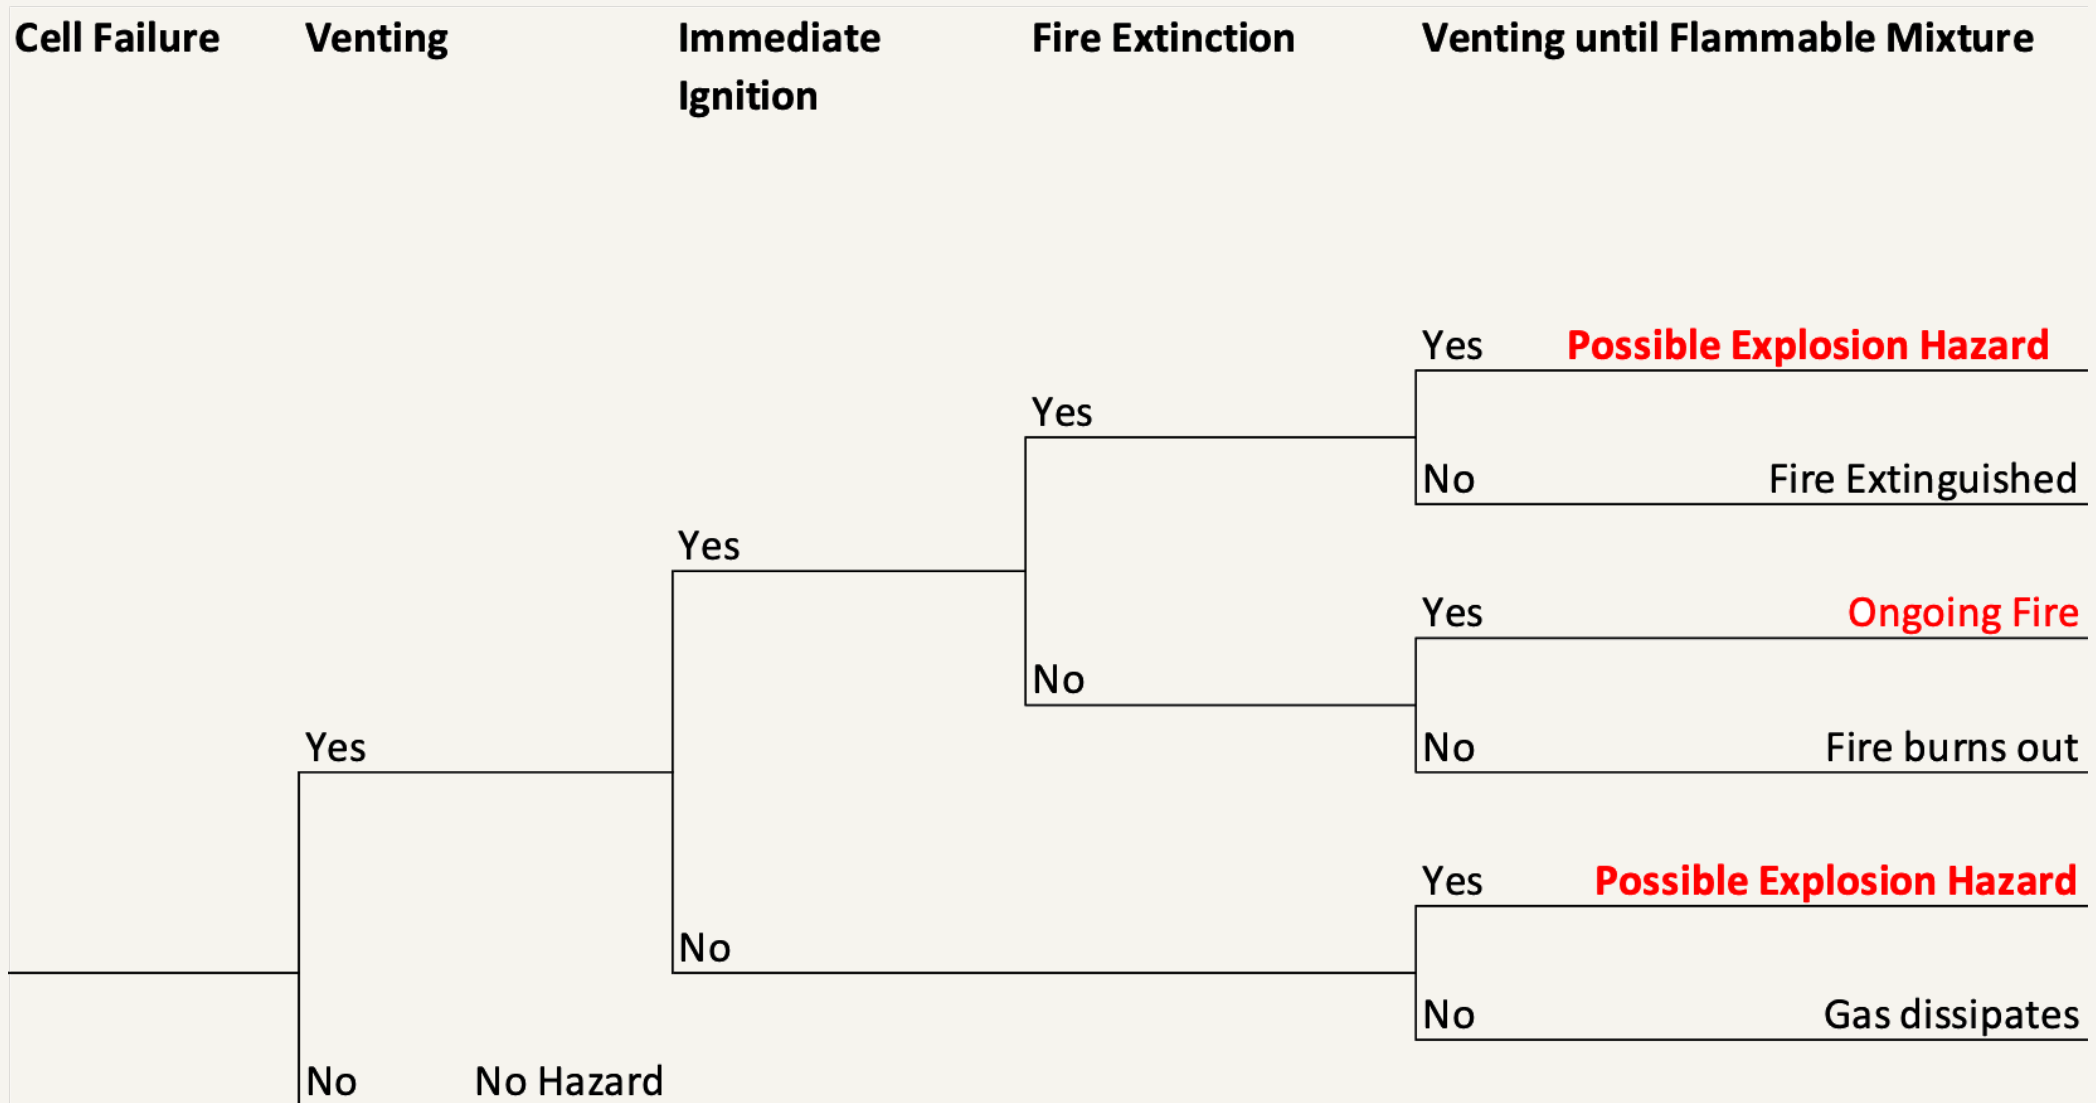 Cell Failure
Venting
Immediate
Ignition
Fire Extinction
Venting until Flammable Mixture
Yes Possible Explosion Hazard
Yes
No Fire Extinguished
Yes
Yes Ongoing Fire
No
Yes
No Fire burns out
Yes Possible Explosion Hazard
No
No Gas dissipates
No No Hazard